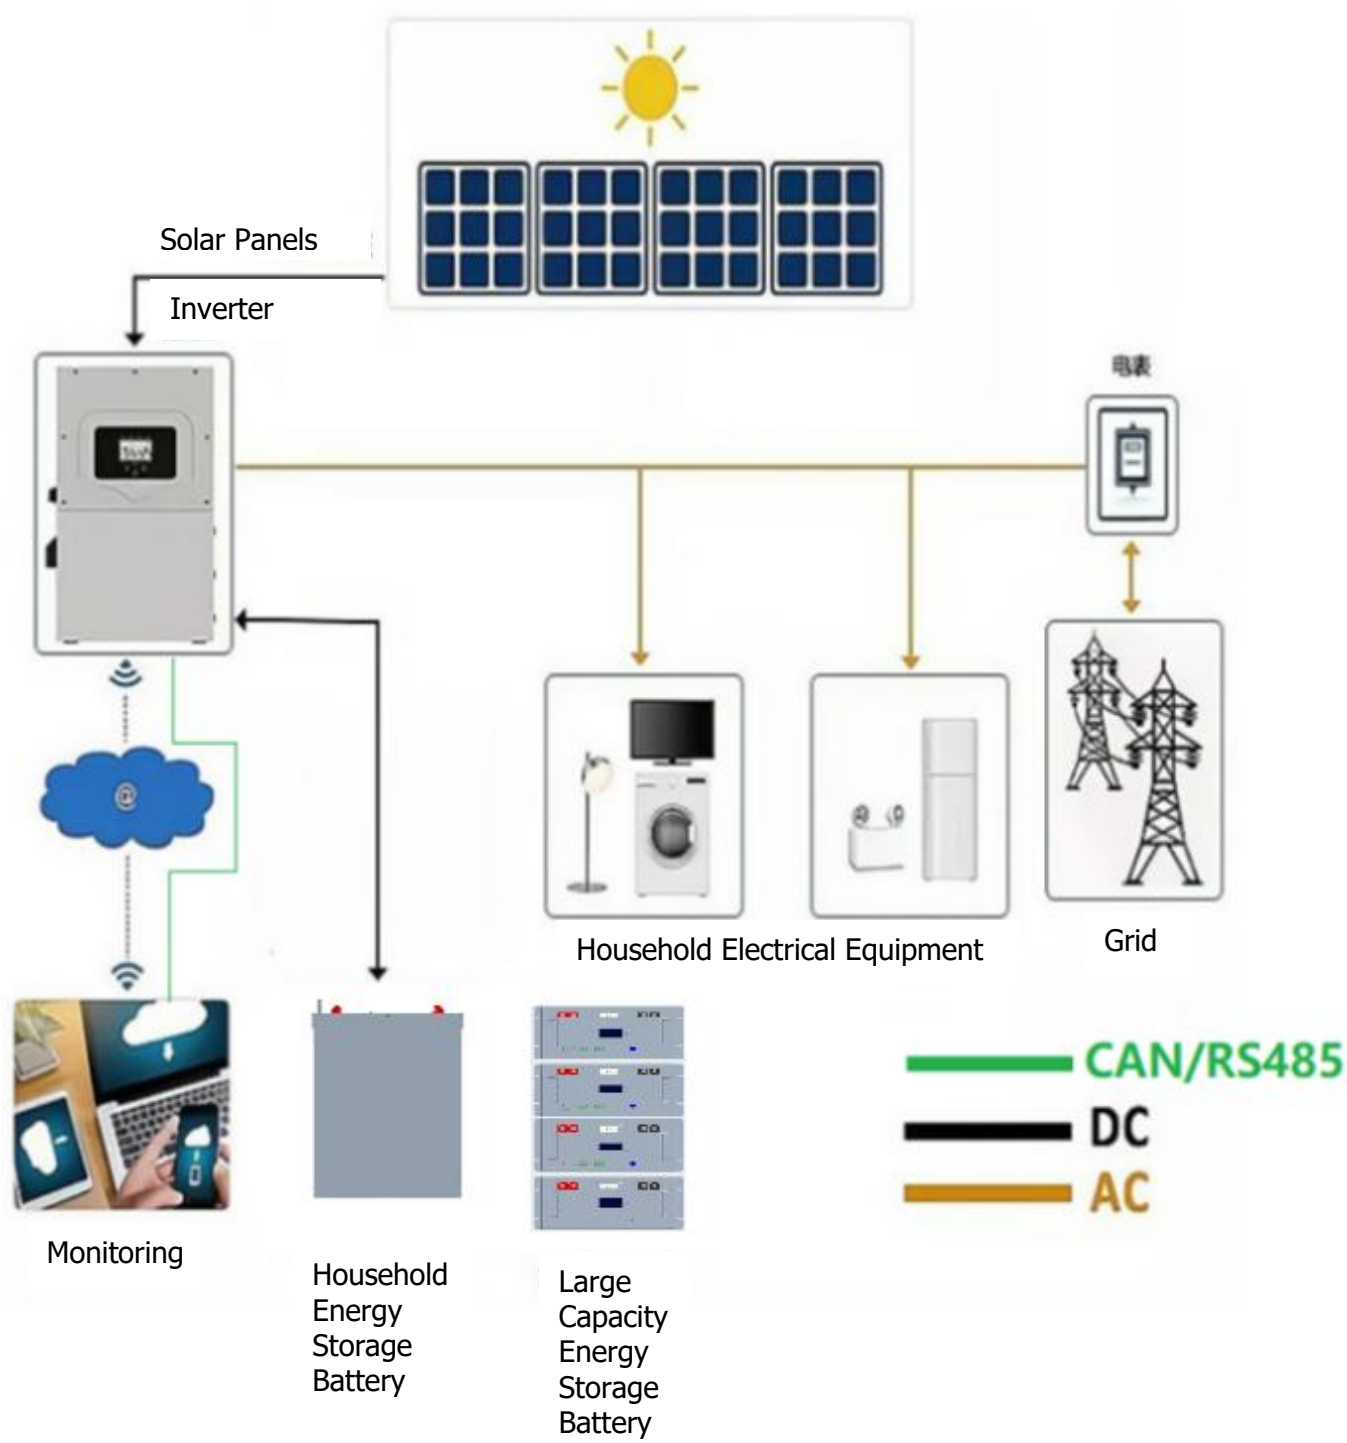 Solar Panels
Inverter
电表
Household Electrical Equipment
Grid
CAN/RS485
DC
AC
Monitoring
Household
Energy
Storage
Battery
Large
Capacity
Energy
Storage
Battery